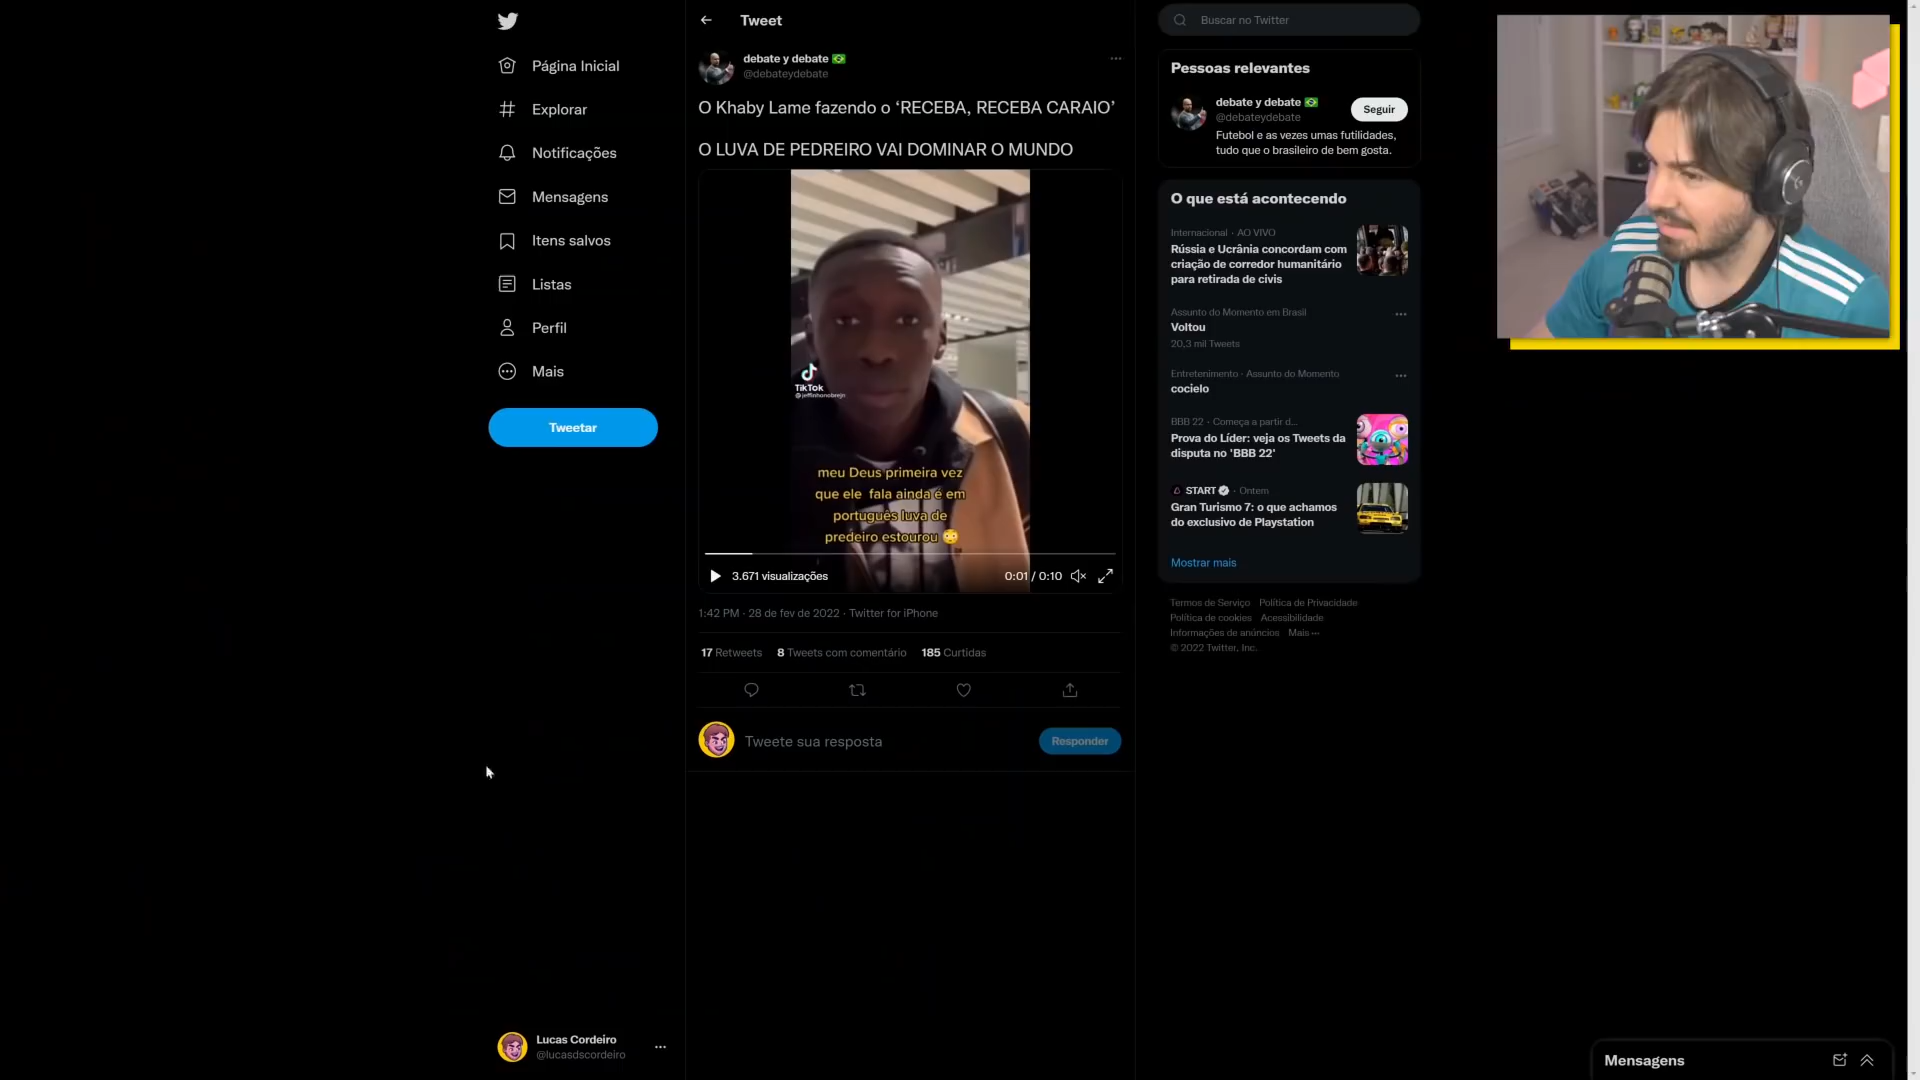 Tweet
Página Inicial
Explorar
Notificações
Mensagens
Itens salvos
Listas
Perfil
Mais
Tweetar
Lucas Cordeiro
@lucasdscordeiro
debate y debate 🇧🇷
@debateydebate
O Khaby Lame fazendo o ‘RECEBA, RECEBA CARAIO’
O LUVA DE PEDREIRO VAI DOMINAR O MUNDO
TikTok
@jeffinhonobrejn
meu Deus primeira vez
que ele fala ainda é em
português luva de
predeiro estourou 😳
3.671 visualizações
0:01 / 0:10
1:42 PM · 28 de fev de 2022 · Twitter for iPhone
17 Retweets 8 Tweets com comentário 185 Curtidas
Tweete sua resposta
Responder
Buscar no Twitter
Pessoas relevantes
debate y debate 🇧🇷
@debateydebate
Seguir
Futebol e as vezes umas futilidades,
tudo que o brasileiro de bem gosta.
O que está acontecendo
Internacional · AO VIVO
Rússia e Ucrânia concordam com
criação de corredor humanitário
para retirada de civis
Assunto do Momento em Brasil
Voltou
20,3 mil Tweets
Entretenimento · Assunto do Momento
cocielo
BBB 22 · Começa a partir d...
Prova do Líder: veja os Tweets da
disputa no 'BBB 22'
START · Ontem
Gran Turismo 7: o que achamos
do exclusivo de Playstation
Mostrar mais
Termos de Serviço Política de Privacidade
Política de cookies Acessibilidade
Informações de anúncios Mais ···
© 2022 Twitter, Inc.
Mensagens